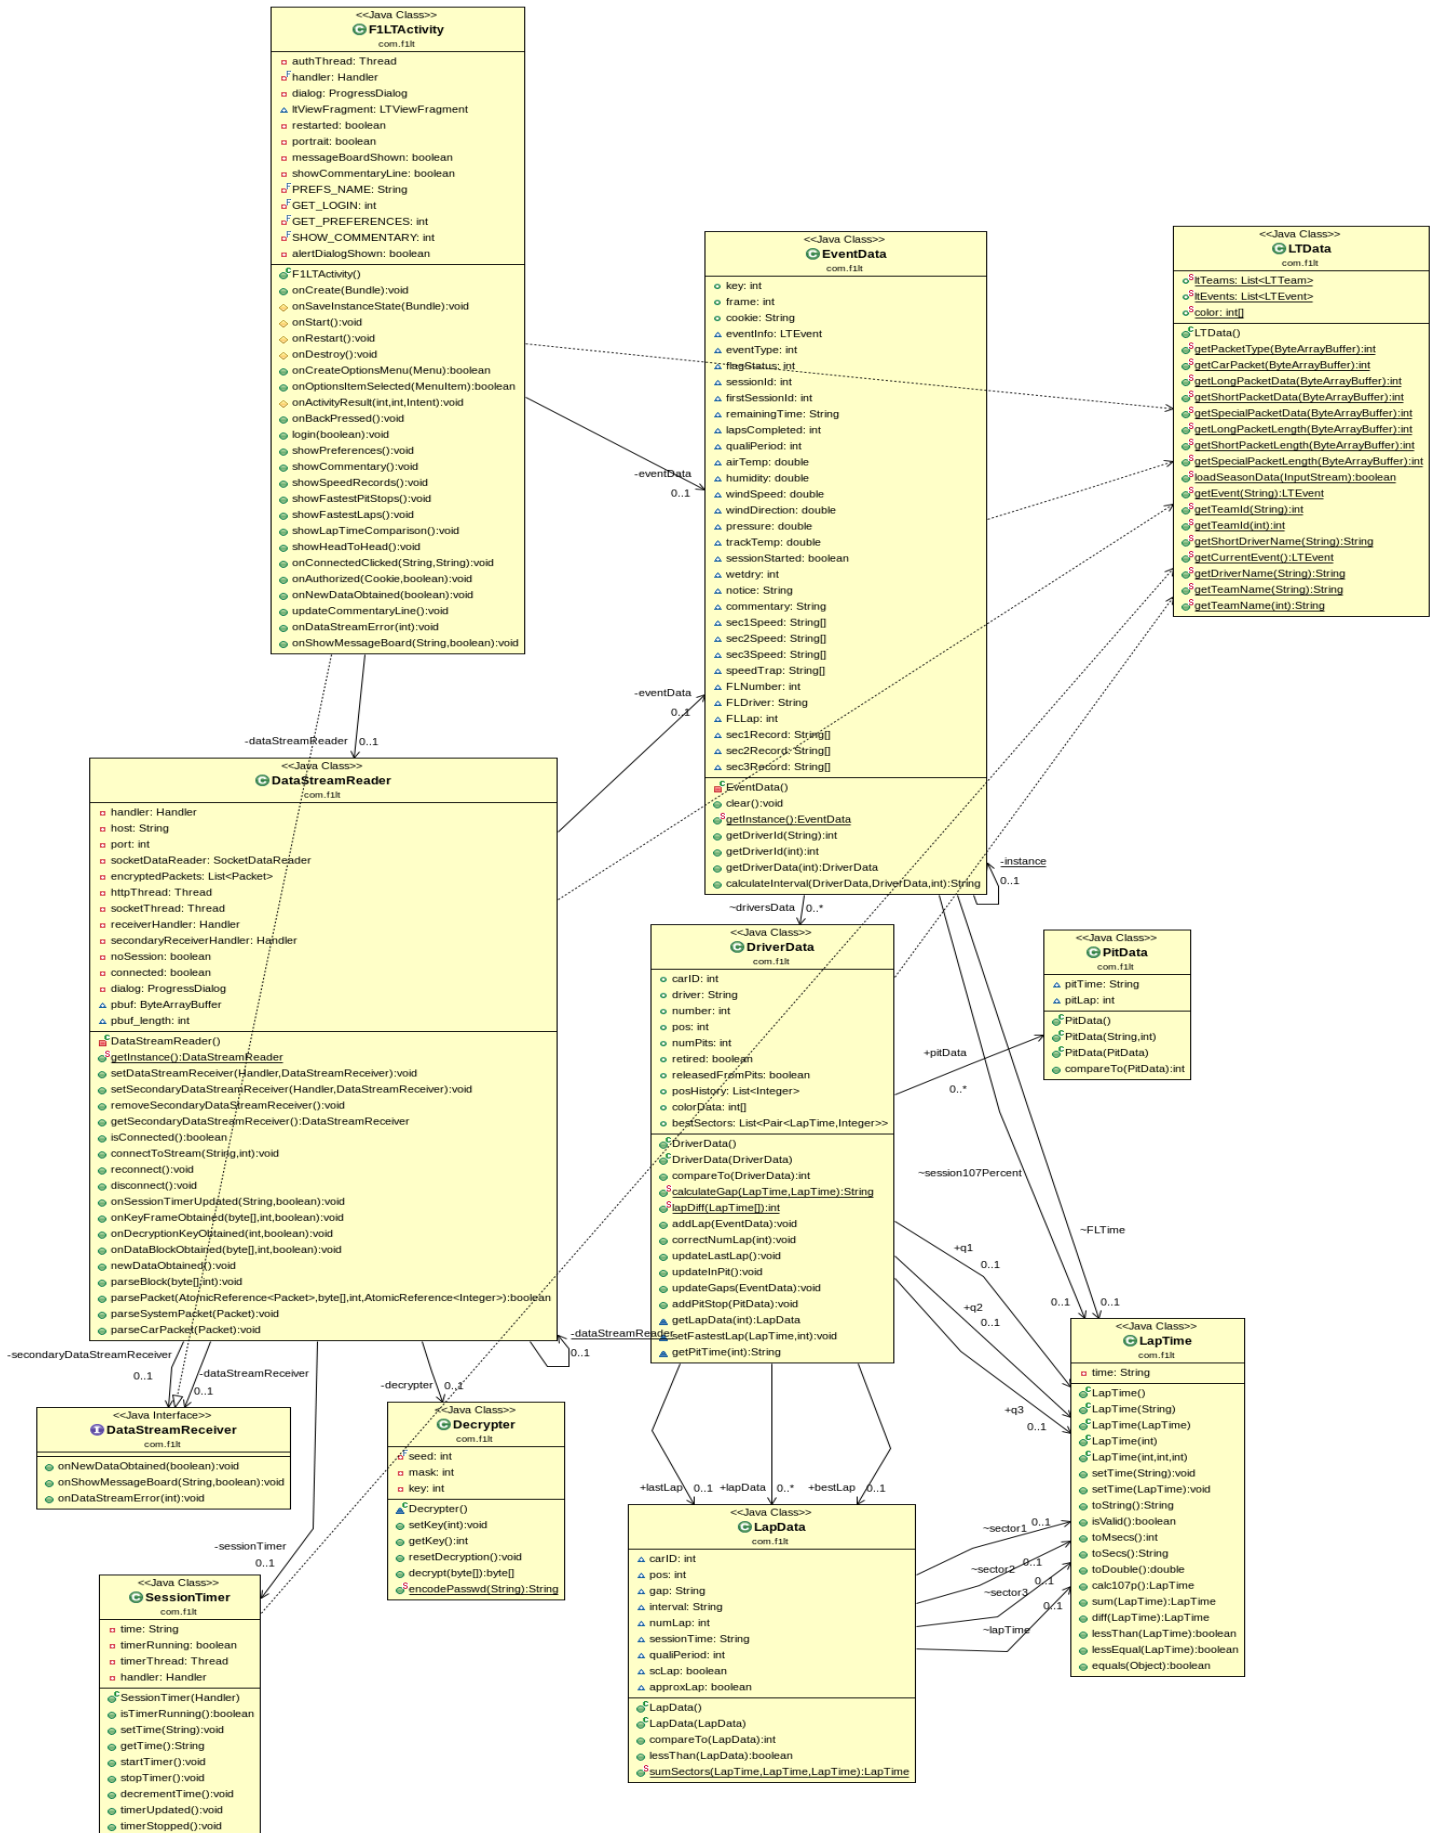 <<Java Class>>
F1LTActivity
com.f1lt
authThread: Thread
handler: Handler
dialog: ProgressDialog
ltViewFragment: LTViewFragment
restarted: boolean
portrait: boolean
messageBoardShown: boolean
showCommentaryLine: boolean
PREFS_NAME: String
GET_LOGIN: int
GET_PREFERENCES: int
SHOW_COMMENTARY: int
alertDialogShown: boolean
F1LTActivity()
onCreate(Bundle):void
onSaveInstanceState(Bundle):void
onStart():void
onRestart():void
onDestroy():void
onCreateOptionsMenu(Menu):boolean
onOptionsItemSelected(MenuItem):boolean
onActivityResult(int,int,Intent):void
onBackPressed():void
login(boolean):void
showPreferences():void
showCommentary():void
showSpeedRecords():void
showFastestPitStops():void
showFastestLaps():void
showLapTimeComparison():void
showHeadToHead():void
onConnectedClicked(String,String):void
onAuthorized(Cookie,boolean):void
onNewDataObtained(boolean):void
updateCommentaryLine():void
onDataStreamError(int):void
onShowMessageBoard(String,boolean):void
-eventData
0..1
<<Java Class>>
EventData
com.f1lt
key: int
frame: int
cookie: String
eventInfo: LTEvent
eventType: int
flagStatus: int
sessionId: int
firstSessionId: int
remainingTime: String
lapsCompleted: int
qualiPeriod: int
airTemp: double
humidity: double
windSpeed: double
windDirection: double
pressure: double
trackTemp: double
sessionStarted: boolean
wetdry: int
notice: String
commentary: String
sec1Speed: String[]
sec2Speed: String[]
sec3Speed: String[]
speedTrap: String[]
FLNumber: int
FLDriver: String
FLLap: int
sec1Record: String[]
sec2Record: String[]
sec3Record: String[]
EventData()
clear():void
getInstance():EventData
getDriverId(String):int
getDriverId(int):int
getDriverData(int):DriverData
calculateInterval(DriverData,DriverData,int):String
-instance
0..1
<<Java Class>>
LTData
com.f1lt
ltTeams: List<LTTeam>
ltEvents: List<LTEvent>
color: int[]
LTData()
getPacketType(ByteArrayBuffer):int
getCarPacket(ByteArrayBuffer):int
getLongPacketData(ByteArrayBuffer):int
getShortPacketData(ByteArrayBuffer):int
getSpecialPacketData(ByteArrayBuffer):int
getLongPacketLength(ByteArrayBuffer):int
getShortPacketLength(ByteArrayBuffer):int
getSpecialPacketLength(ByteArrayBuffer):int
loadSeasonData(InputStream):boolean
getEvent(String):LTEvent
getTeamId(String):int
getTeamId(int):int
getShortDriverName(String):String
getCurrentEvent():LTEvent
getDriverName(String):String
getTeamName(String):String
getTeamName(int):String
-dataStreamReader
0..1
-eventData
0..1
<<Java Class>>
DataStreamReader
com.f1lt
handler: Handler
host: String
port: int
socketDataReader: SocketDataReader
encryptedPackets: List<Packet>
httpThread: Thread
socketThread: Thread
receiverHandler: Handler
secondaryReceiverHandler: Handler
noSession: boolean
connected: boolean
dialog: ProgressDialog
pbuf: ByteArrayBuffer
pbuf_length: int
DataStreamReader()
getInstance():DataStreamReader
setDataStreamReceiver(Handler,DataStreamReceiver):void
setSecondaryDataStreamReceiver(Handler,DataStreamReceiver):void
removeSecondaryDataStreamReceiver():void
getSecondaryDataStreamReceiver():DataStreamReceiver
isConnected():boolean
connectToStream(String,int):void
reconnect():void
disconnect():void
onSessionTimerUpdated(String,boolean):void
onKeyFrameObtained(byte[],int,boolean):void
onDecryptionKeyObtained(int,boolean):void
onDataBlockObtained(byte[],int,boolean):void
newDataObtained():void
parseBlock(byte[],int):void
parsePacket(AtomicReference<Packet>,byte[],int,AtomicReference<Integer>):boolean
parseSystemPacket(Packet):void
parseCarPacket(Packet):void
-dataStreamReader
0..1
~driversData
0..*
<<Java Class>>
DriverData
com.f1lt
carID: int
driver: String
number: int
pos: int
numPits: int
retired: boolean
releasedFromPits: boolean
posHistory: List<Integer>
colorData: int[]
bestSectors: List<Pair<LapTime,Integer>>
DriverData()
DriverData(DriverData)
compareTo(DriverData):int
calculateGap(LapTime,LapTime):String
lapDiff(LapTime[]):int
addLap(EventData):void
correctNumLap(int):void
updateLastLap():void
updateInPit():void
updateGaps(EventData):void
addPitStop(PitData):void
getLapData(int):LapData
setFastestLap(LapTime,int):void
getPitTime(int):String
+pitData
0..*
<<Java Class>>
PitData
com.f1lt
pitTime: String
pitLap: int
PitData()
PitData(String,int)
PitData(PitData)
compareTo(PitData):int
~session107Percent
0..1
~FLTime
0..1
+q1
0..1
+q2
0..1
+q3
0..1
<<Java Class>>
LapTime
com.f1lt
time: String
LapTime()
LapTime(String)
LapTime(LapTime)
LapTime(int)
LapTime(int,int,int)
setTime(String):void
setTime(LapTime):void
toString():String
isValid():boolean
toMsecs():int
toSecs():String
toDouble():double
calc107p():LapTime
sum(LapTime):LapTime
diff(LapTime):LapTime
lessThan(LapTime):boolean
lessEqual(LapTime):boolean
equals(Object):boolean
-secondaryDataStreamReceiver
0..1
-dataStreamReceiver
0..1
<<Java Interface>>
DataStreamReceiver
com.f1lt
onNewDataObtained(boolean):void
onShowMessageBoard(String,boolean):void
onDataStreamError(int):void
-decrypter
0..1
<<Java Class>>
Decrypter
com.f1lt
seed: int
mask: int
key: int
Decrypter()
setKey(int):void
getKey():int
resetDecryption():void
decrypt(byte[]):byte[]
encodePasswd(String):String
-sessionTimer
0..1
<<Java Class>>
SessionTimer
com.f1lt
time: String
timerRunning: boolean
timerThread: Thread
handler: Handler
SessionTimer(Handler)
isTimerRunning():boolean
setTime(String):void
getTime():String
startTimer():void
stopTimer():void
decrementTime():void
timerUpdated():void
timerStopped():void
+lastLap
0..1
+lapData
0..*
+bestLap
0..1
<<Java Class>>
LapData
com.f1lt
carID: int
pos: int
gap: String
interval: String
numLap: int
sessionTime: String
qualiPeriod: int
scLap: boolean
approxLap: boolean
LapData()
LapData(LapData)
compareTo(LapData):int
lessThan(LapData):boolean
sumSectors(LapTime,LapTime,LapTime):LapTime
~sector1
0..1
~sector2
0..1
~sector3
0..1
~lapTime
0..1